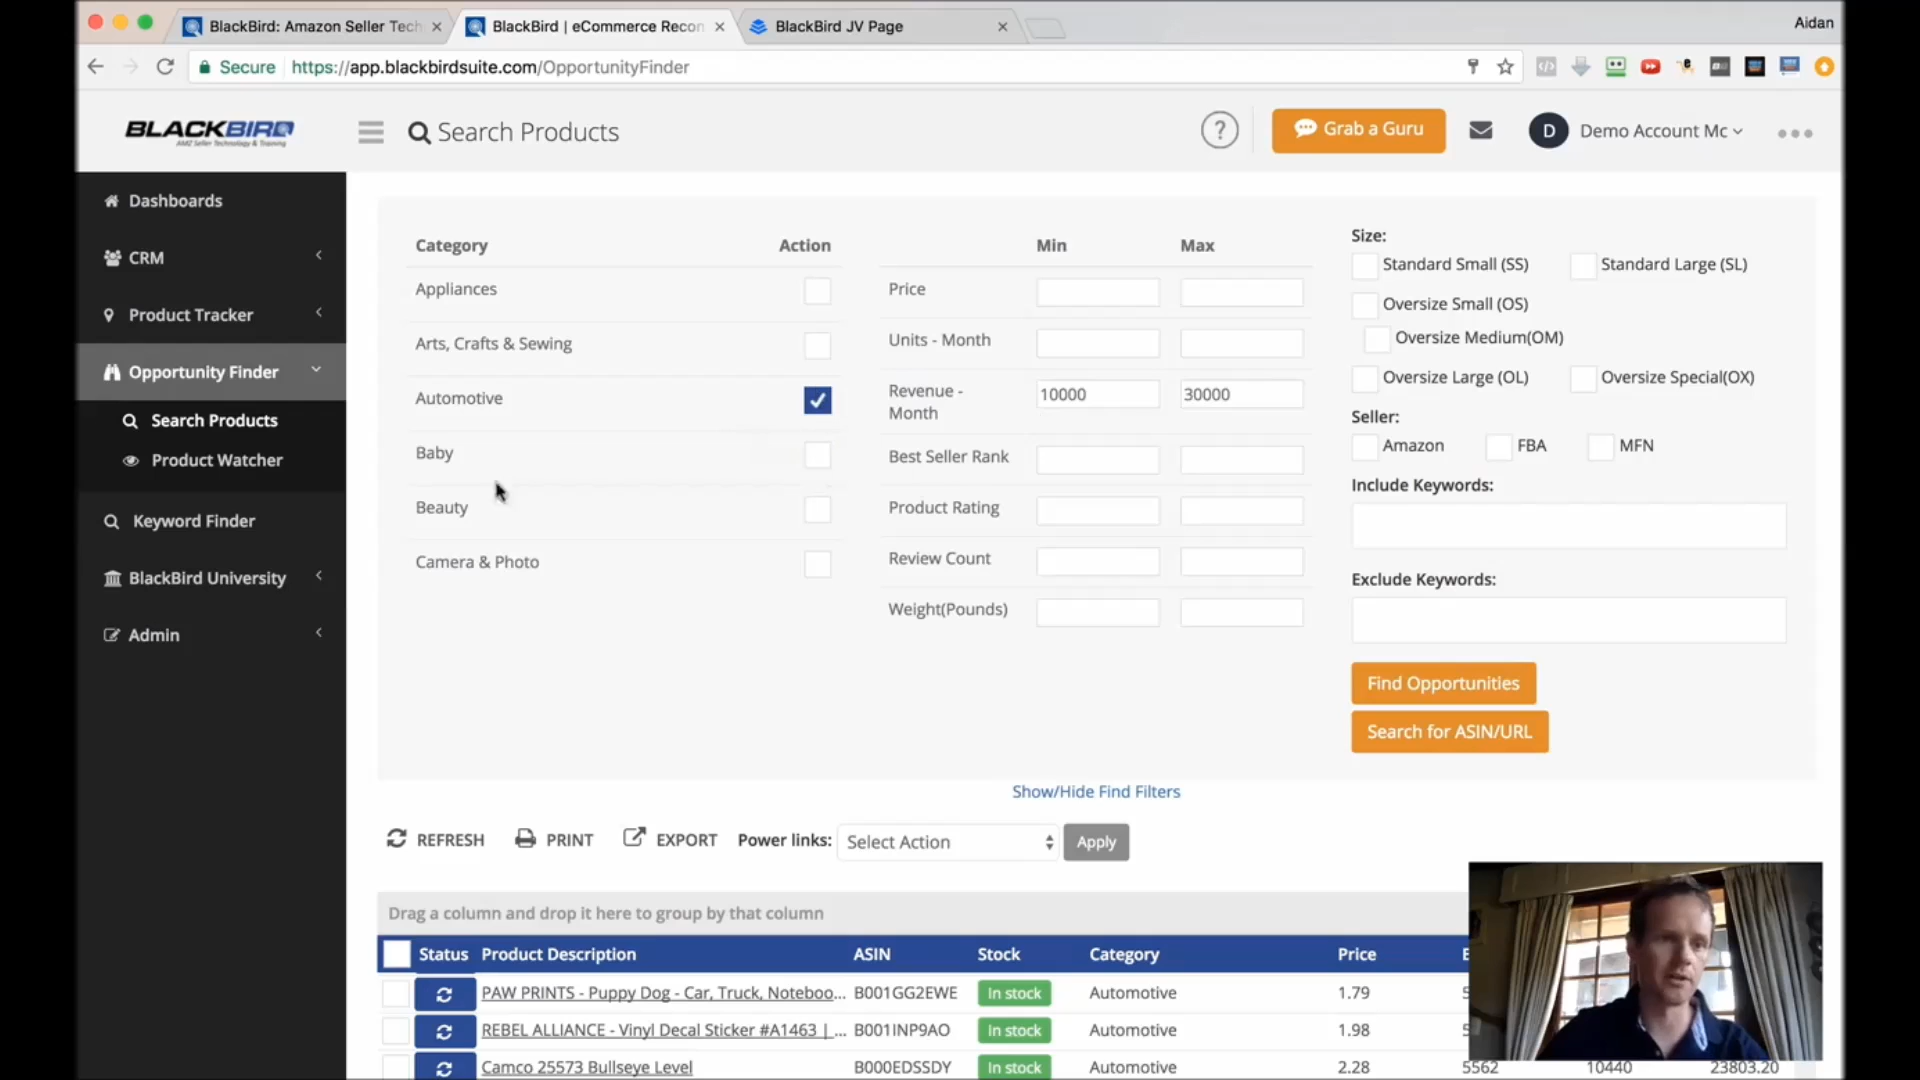 BlackBird: Amazon Seller Tech
BlackBird | eCommerce Recon
BlackBird JV Page
Aidan
Secure
https://app.blackbirdsuite.com/OpportunityFinder
BLACKBIRD
AMZ Seller Technology & Training
Search Products
?
Grab a Guru
D
Demo Account Mc
Dashboards
CRM
Product Tracker
Opportunity Finder
Search Products
Product Watcher
Keyword Finder
BlackBird University
Admin
Category
Action
Appliances
Arts, Crafts & Sewing
Automotive
Baby
Beauty
Camera & Photo
Min
Max
Price
Units - Month
Revenue -
Month
10000
30000
Best Seller Rank
Product Rating
Review Count
Weight(Pounds)
Size:
Standard Small (SS)
Standard Large (SL)
Oversize Small (OS)
Oversize Medium(OM)
Oversize Large (OL)
Oversize Special(OX)
Seller:
Amazon
FBA
MFN
Include Keywords:
Exclude Keywords:
Find Opportunities
Search for ASIN/URL
Show/Hide Find Filters
REFRESH
PRINT
EXPORT
Power links:
Select Action
Apply
Drag a column and drop it here to group by that column
Status Product Description ASIN Stock Category Price
PAW PRINTS - Puppy Dog - Car, Truck, Noteboo... B001GG2EWE In stock Automotive 1.79
REBEL ALLIANCE - Vinyl Decal Sticker #A1463 | ... B001INP9AO In stock Automotive 1.98
Camco 25573 Bullseye Level B000EDSSDY In stock Automotive 2.28 5562 10440 23803.20